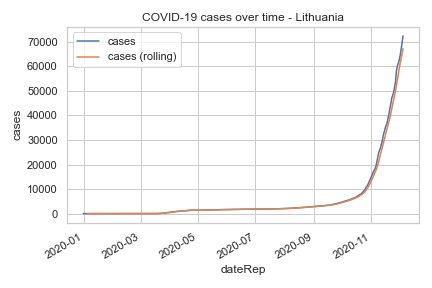 COVID-19 cases over time - Lithuania
cases
cases (rolling)
70000
60000
50000
40000
30000
20000
10000
0
cases
2020-01
2020-03
2020-05
2020-07
2020-09
2020-11
dateRep